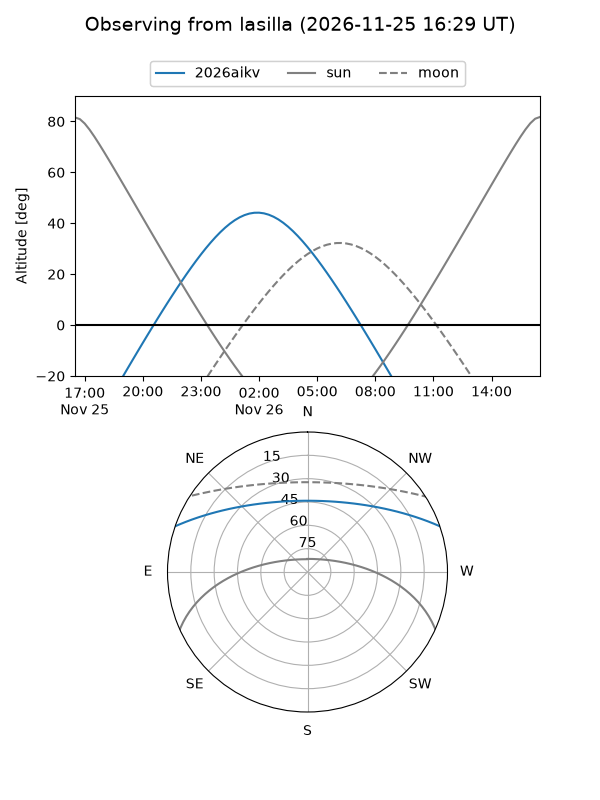 Observing from lasilla (2026-11-25 16:29 UT)
2026aikv sun moon
Altitude [deg]
80
60
40
20
0
−20
17:00 20:00 23:00 02:00 05:00 08:00 11:00 14:00
Nov 25 Nov 26
N
NE NW
15
30
45
60
75
E W
SE SW
S